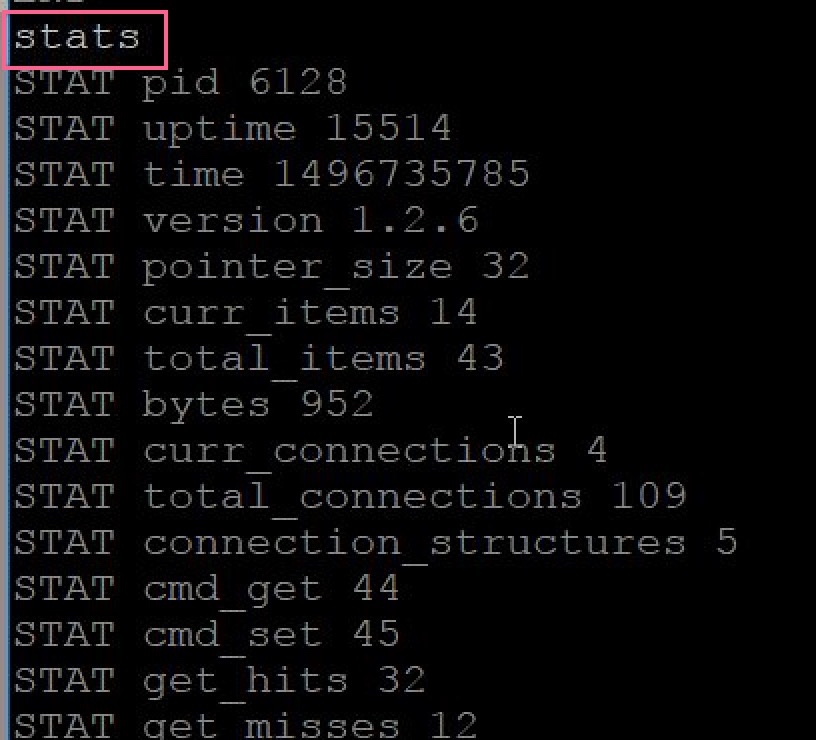 stats
STAT pid 6128
STAT uptime 15514
STAT time 1496735785
STAT version 1.2.6
STAT pointer_size 32
STAT curr_items 14
STAT total_items 43
STAT bytes 952
STAT curr_connections 4
STAT total_connections 109
STAT connection_structures 5
STAT cmd_get 44
STAT cmd_set 45
STAT get_hits 32
STAT get_misses 12